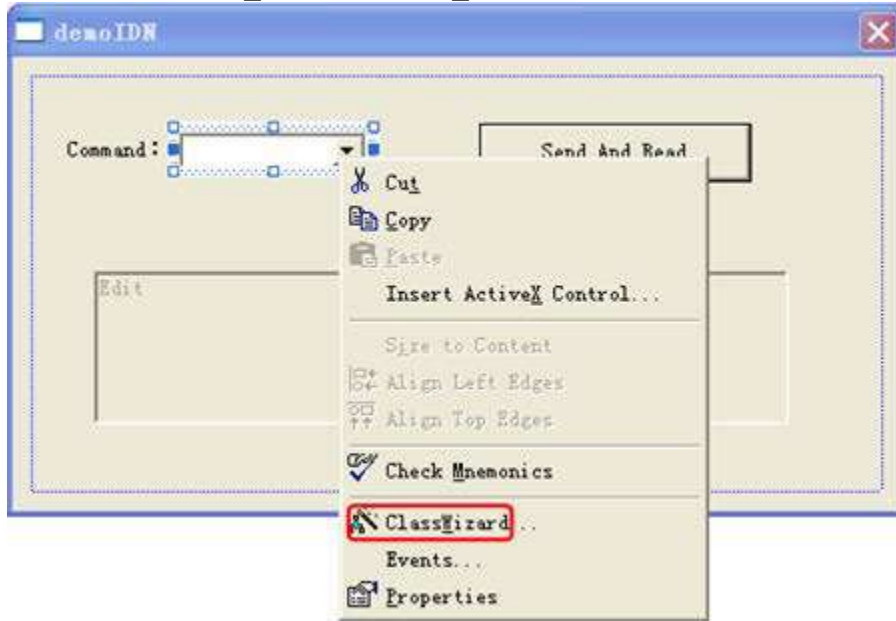 demoIDN
Command:
Send And Read
Edit
Cut
Copy
Paste
Insert ActiveX Control...
Size to Content
Align Left Edges
Align Top Edges
Check Mnemonics
ClassWizard...
Events...
Properties